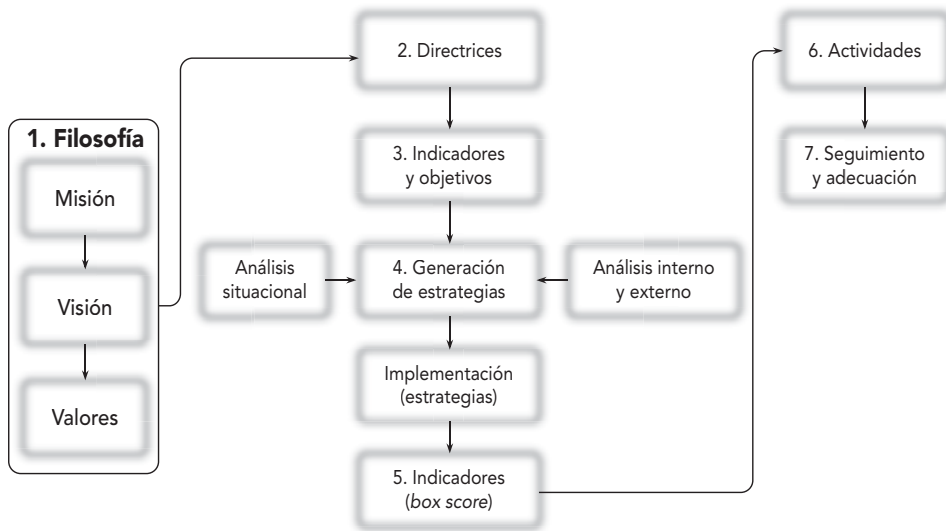 1. Filosofía
Misión
Visión
Valores
2. Directrices
3. Indicadores
y objetivos
Análisis
situacional
4. Generación
de estrategias
Análisis interno
y externo
Implementación
(estrategias)
5. Indicadores
(box score)
6. Actividades
7. Seguimiento
y adecuación